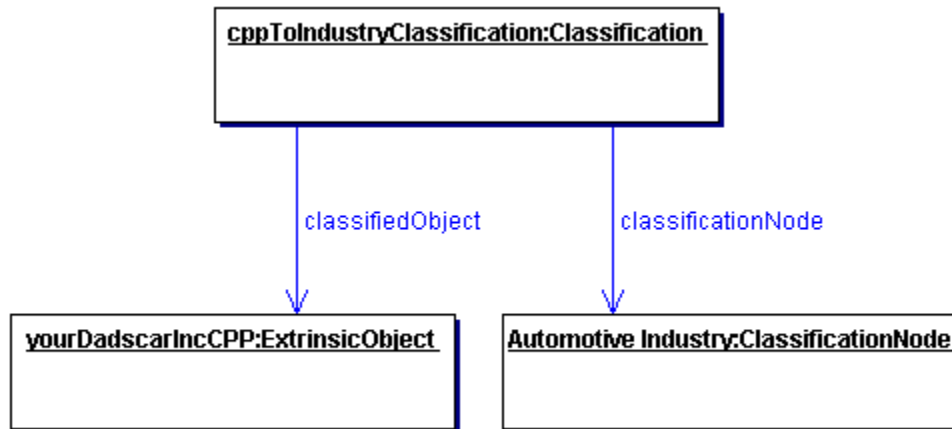 cppToIndustryClassification:Classification
classifiedObject
classificationNode
yourDadscarIncCPP:ExtrinsicObject
Automotive Industry:ClassificationNode